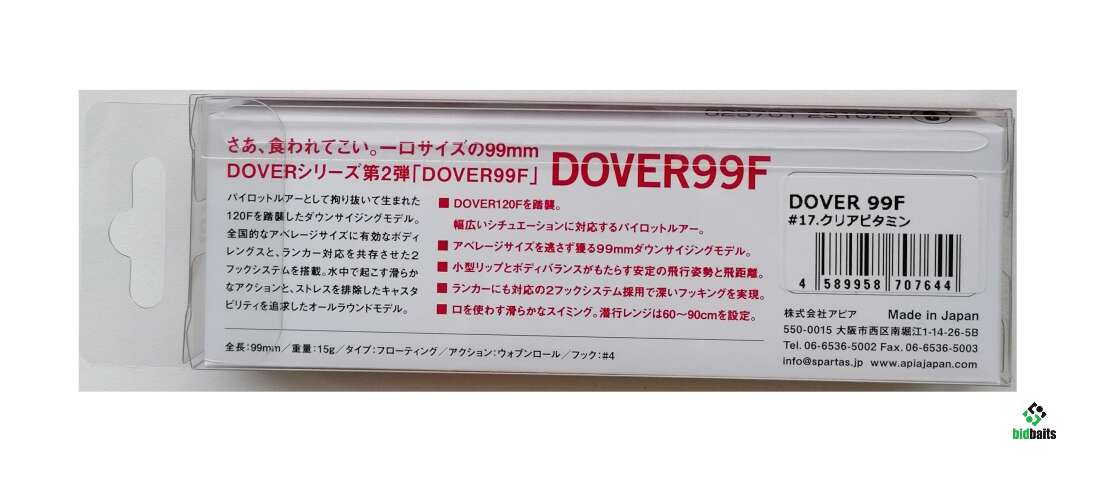 さあ、食われてこい。一口サイズの99mm
DOVERシリーズ第2弾「DOVER99F」
DOVER99F
パイロットルアーとして拘り抜いて生まれた
120Fを踏襲したダウンサイジングモデル。
全国的なアベレージサイズに有効なボディ
レングスと、ランカー対応を共存させた2
フックシステムを搭載。水中で起こす滑らか
なアクションと、ストレスを排除したキャスタ
ビリティを追求したオールラウンドモデル。
■ DOVER120Fを踏襲。
幅広いシチュエーションに対応するパイロットルアー。
■ アベレージサイズを逃さず獲る99mmダウンサイジングモデル。
■ 小型リップとボディバランスがもたらす安定の飛行姿勢と飛距離。
■ ランカーにも対応の2フックシステム採用で深いフッキングを実現。
■ 口を使わす滑らかなスイミング。潜行レンジは60〜90cmを設定。
全長:99mm/重量:15g/タイプ:フローティング/アクション:ウォブンロール/フック:#4
DOVER 99F
#17.クリアビタミン
4 589958 707644
株式会社アピア Made in Japan
550-0015 大阪市西区南堀江1-14-26-5B
Tel. 06-6536-5002 Fax. 06-6536-5003
info@spartas.jp www.apiajapan.com
bidbaits